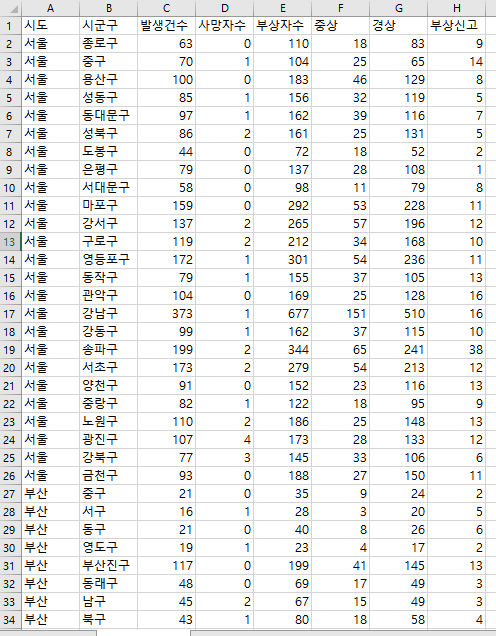 A B C D E F G H
1 시도 시군구 발생건수 사망자수 부상자수 중상 경상 부상신고
2 서울 종로구 63 0 110 18 83 9
3 서울 중구 70 1 104 25 65 14
4 서울 용산구 100 0 183 46 129 8
5 서울 성동구 85 1 156 32 119 5
6 서울 동대문구 97 1 162 39 116 7
7 서울 성북구 86 2 161 25 131 5
8 서울 도봉구 44 0 72 18 52 2
9 서울 은평구 79 0 137 28 108 1
10 서울 서대문구 58 0 98 11 79 8
11 서울 마포구 159 0 292 53 228 11
12 서울 강서구 137 2 265 57 196 12
13 서울 구로구 119 2 212 34 168 10
14 서울 영등포구 172 1 301 54 236 11
15 서울 동작구 79 1 155 37 105 13
16 서울 관악구 104 0 169 25 128 16
17 서울 강남구 373 1 677 151 510 16
18 서울 강동구 99 1 162 37 115 10
19 서울 송파구 199 2 344 65 241 38
20 서울 서초구 173 2 279 54 213 12
21 서울 양천구 91 0 152 23 116 13
22 서울 중랑구 82 1 122 18 95 9
23 서울 노원구 110 2 186 25 148 13
24 서울 광진구 107 4 173 28 133 12
25 서울 강북구 77 3 145 33 106 6
26 서울 금천구 93 0 188 27 150 11
27 부산 중구 21 0 35 9 24 2
28 부산 서구 16 1 28 3 20 5
29 부산 동구 21 0 40 8 26 6
30 부산 영도구 19 1 23 4 17 2
31 부산 부산진구 117 0 199 41 145 13
32 부산 동래구 48 0 69 17 49 3
33 부산 남구 45 2 67 15 49 3
34 부산 북구 43 1 80 18 58 4